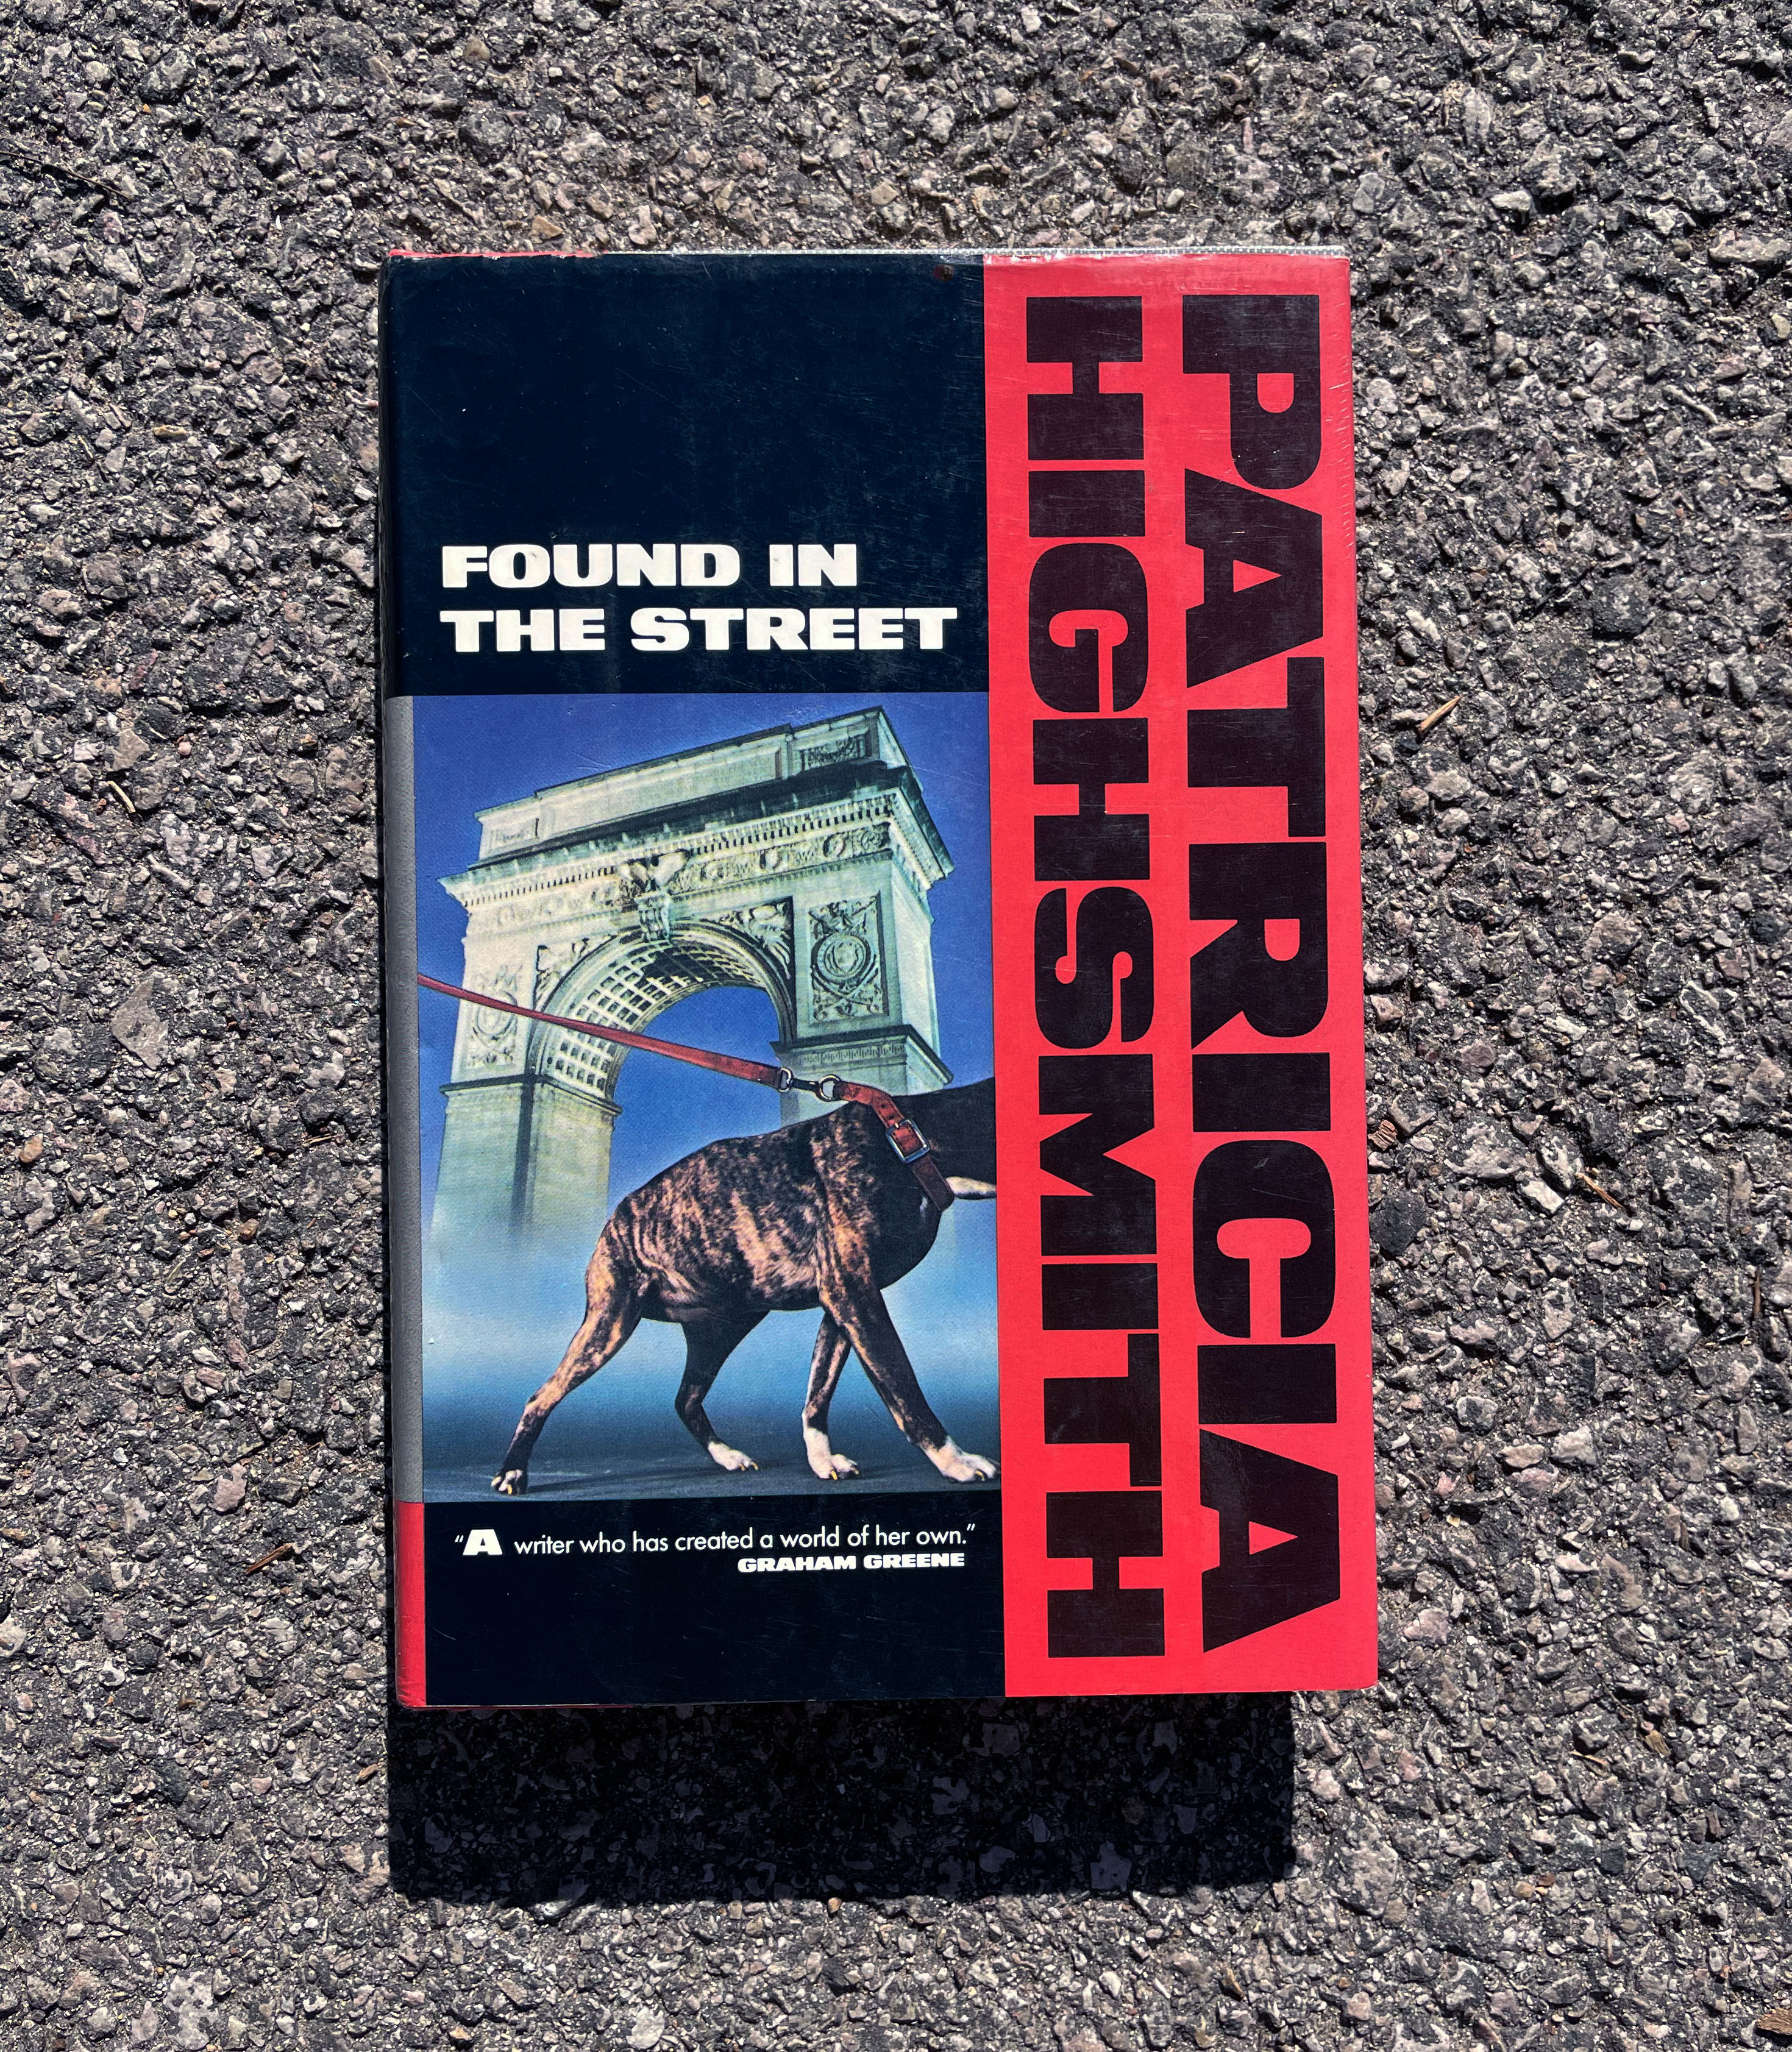 FOUND IN
THE STREET
"A writer who has created a world of her own."
GRAHAM GREENE
PATRICIA
HIGHSMITH